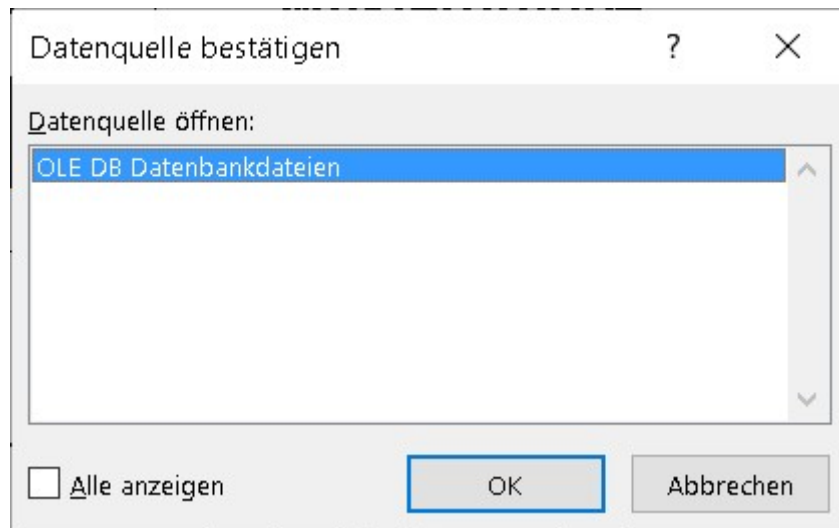 Datenquelle bestätigen ? ×
Datenquelle öffnen:
OLE DB Datenbankdateien
Alle anzeigen OK Abbrechen